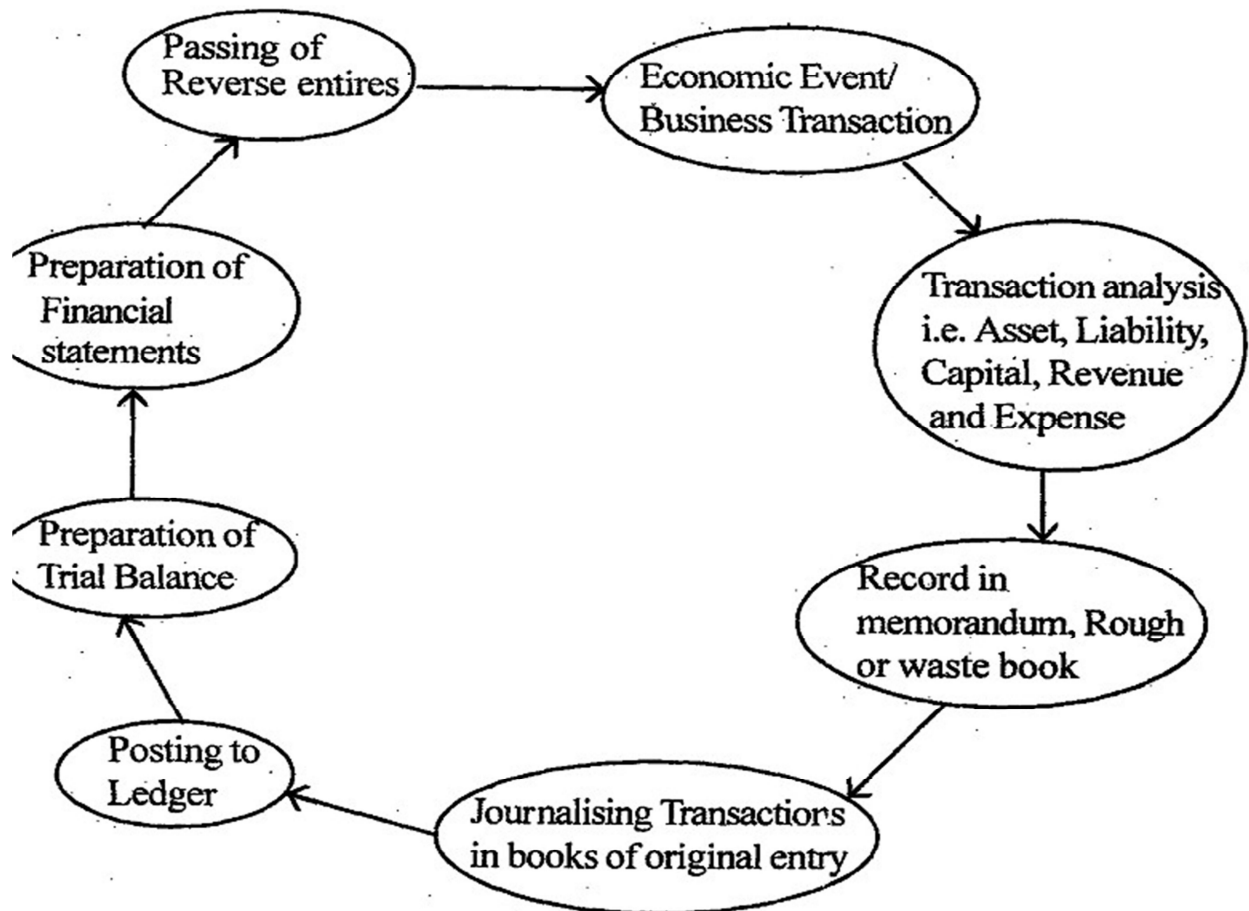 Passing of
Reverse entires
Economic Event/
Business Transaction
Transaction analysis
i.e. Asset, Liability,
Capital, Revenue
and Expense
Record in
memorandum, Rough
or waste book
Journalising Transactions
in books of original entry
Posting to
Ledger
Preparation of
Trial Balance
Preparation of
Financial
statements